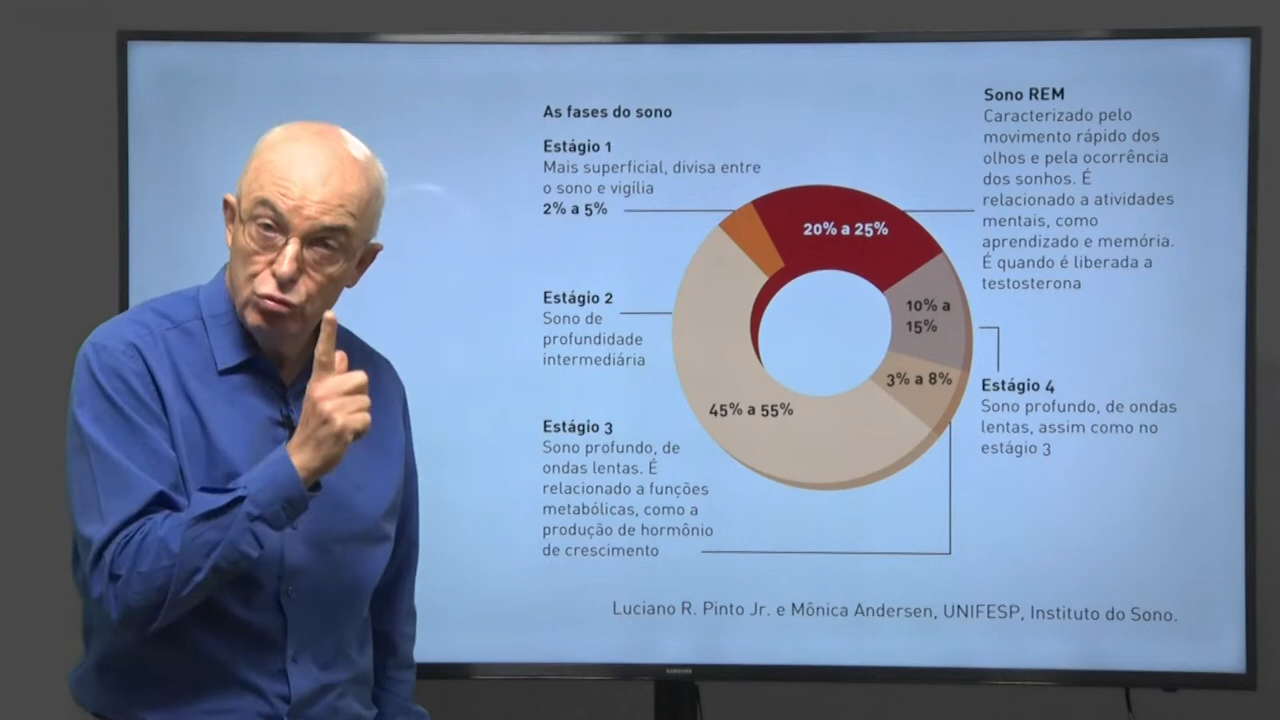 As fases do sono
Estágio 1
Mais superficial, divisa entre
o sono e vigília
2% a 5%
Estágio 2
Sono de
profundidade
intermediária
Estágio 3
Sono profundo, de
ondas lentas. É
relacionado a funções
metabólicas, como a
produção de hormônio
de crescimento
20% a 25%
10% a
15%
3% a 8%
45% a 55%
Sono REM
Caracterizado pelo
movimento rápido dos
olhos e pela ocorrência
dos sonhos. É
relacionado a atividades
mentais, como
aprendizado e memória.
É quando é liberada a
testosterona
Estágio 4
Sono profundo, de ondas
lentas, assim como no
estágio 3
Luciano R. Pinto Jr. e Mônica Andersen, UNIFESP, Instituto do Sono.
SAMSUNG